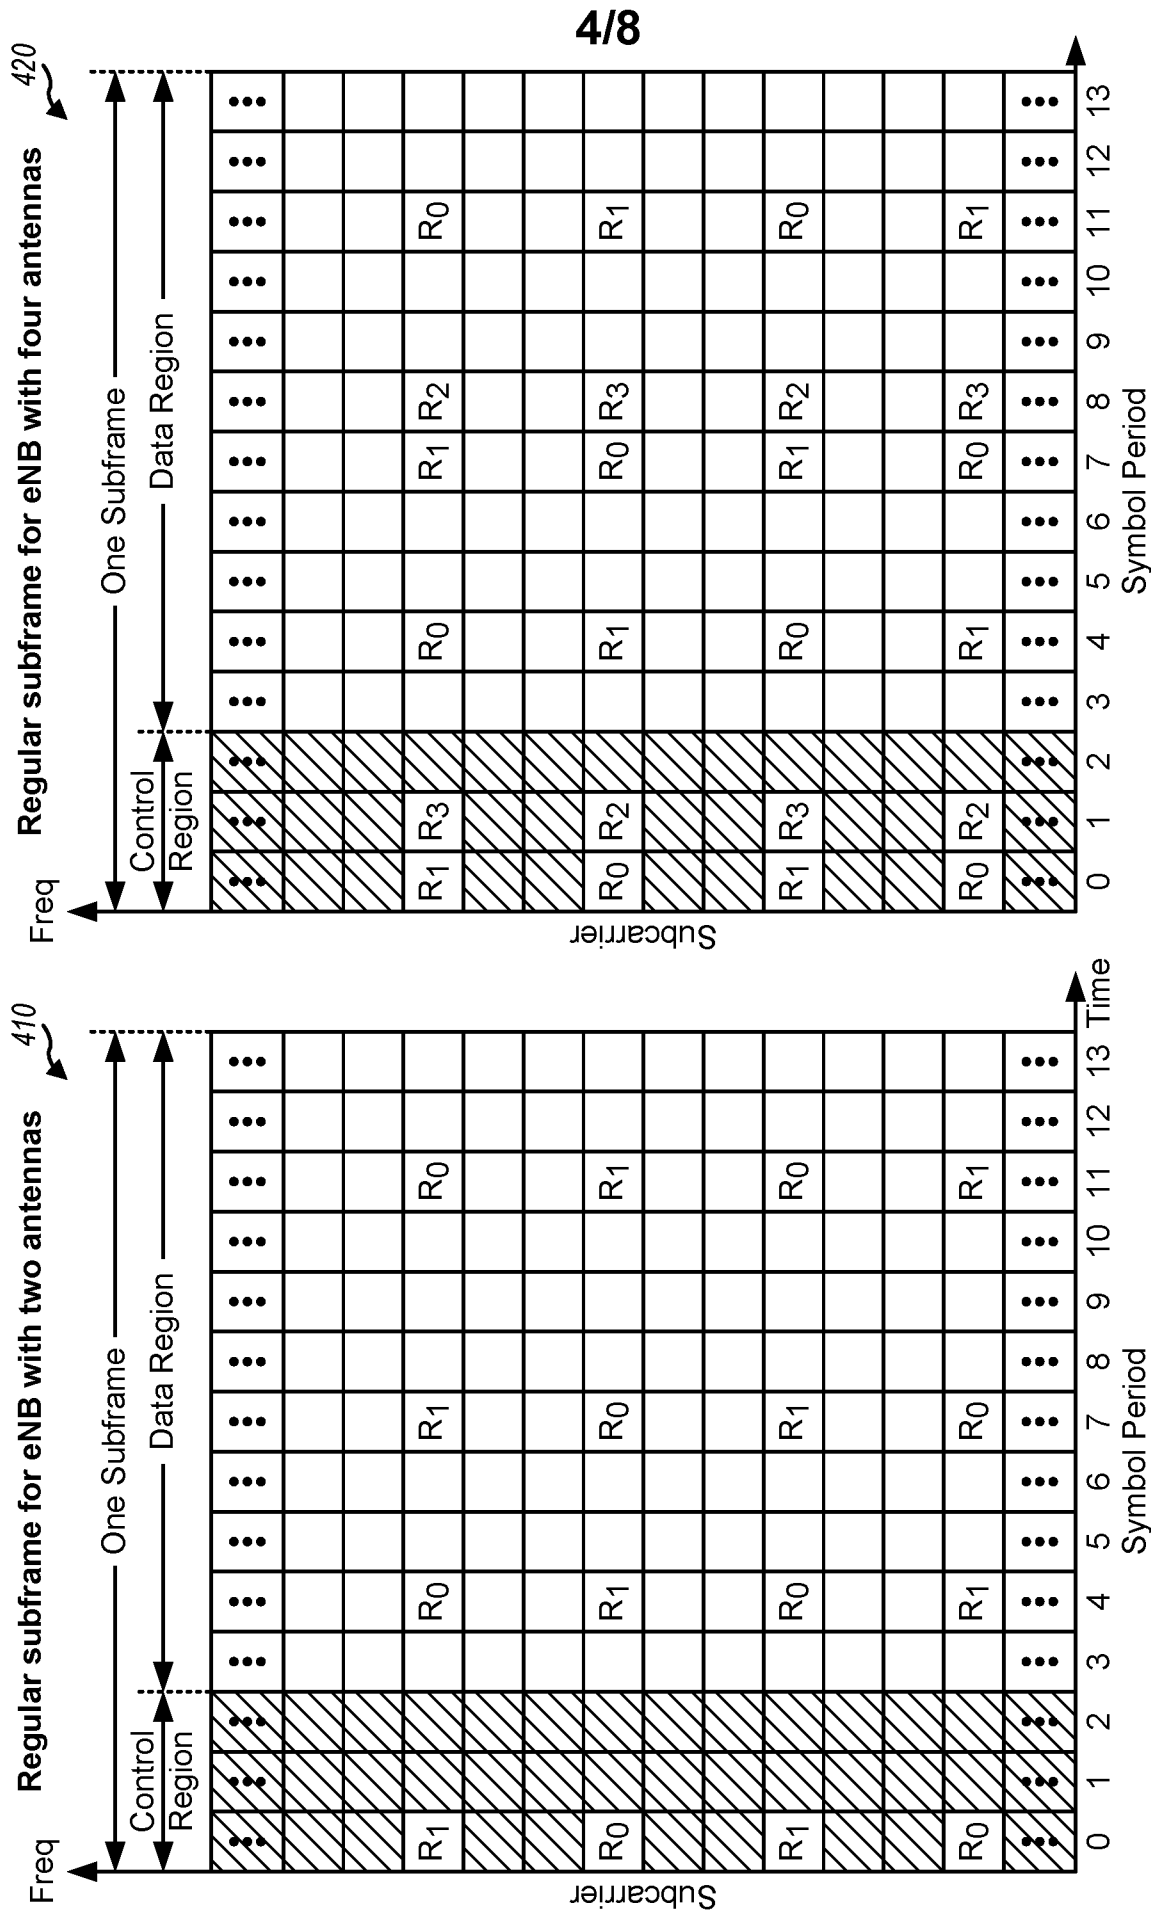 4/8
Regular subframe for eNB with two antennas
410
Freq
One Subframe
Control
Region
Data Region
Subcarrier
R1 R0 R1 R0
R0 R1 R0 R1
R1 R0 R1 R0
R0 R1 R0 R1
0 1 2 3 4 5 6 7 8 9 10 11 12 13 Time
Symbol Period
Regular subframe for eNB with four antennas
420
Freq
One Subframe
Control
Region
Data Region
Subcarrier
R1 R3 R0 R1 R2 R0
R0 R2 R1 R0 R3 R1
R1 R3 R0 R1 R2 R0
R0 R2 R1 R0 R3 R1
0 1 2 3 4 5 6 7 8 9 10 11 12 13
Symbol Period